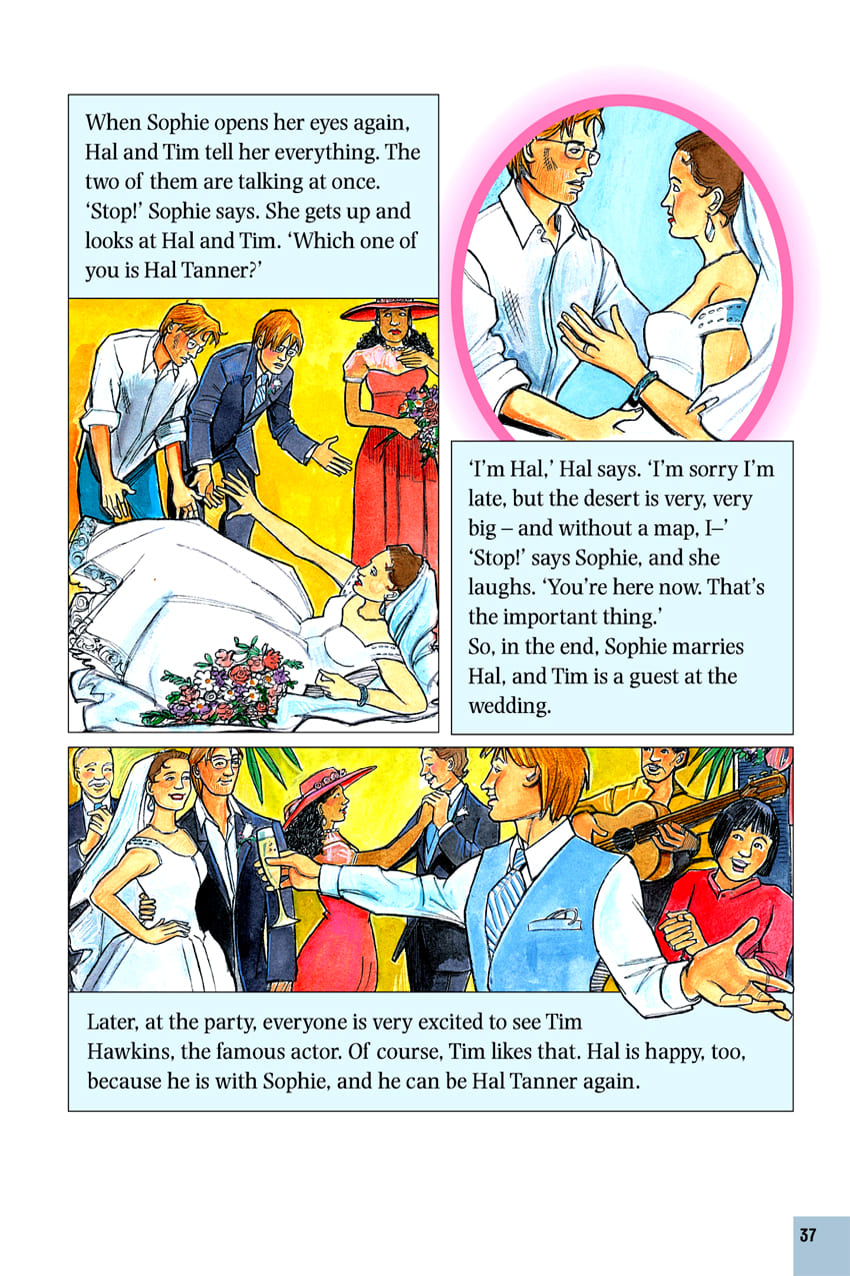 When Sophie opens her eyes again,
Hal and Tim tell her everything. The
two of them are talking at once.
‘Stop!’ Sophie says. She gets up and
looks at Hal and Tim. ‘Which one of
you is Hal Tanner?’
‘I’m Hal,’ Hal says. ‘I’m sorry I’m
late, but the desert is very, very
big – and without a map, I–’
‘Stop!’ says Sophie, and she
laughs. ‘You’re here now. That’s
the important thing.’
So, in the end, Sophie marries
Hal, and Tim is a guest at the
wedding.
Later, at the party, everyone is very excited to see Tim
Hawkins, the famous actor. Of course, Tim likes that. Hal is happy, too,
because he is with Sophie, and he can be Hal Tanner again.
37